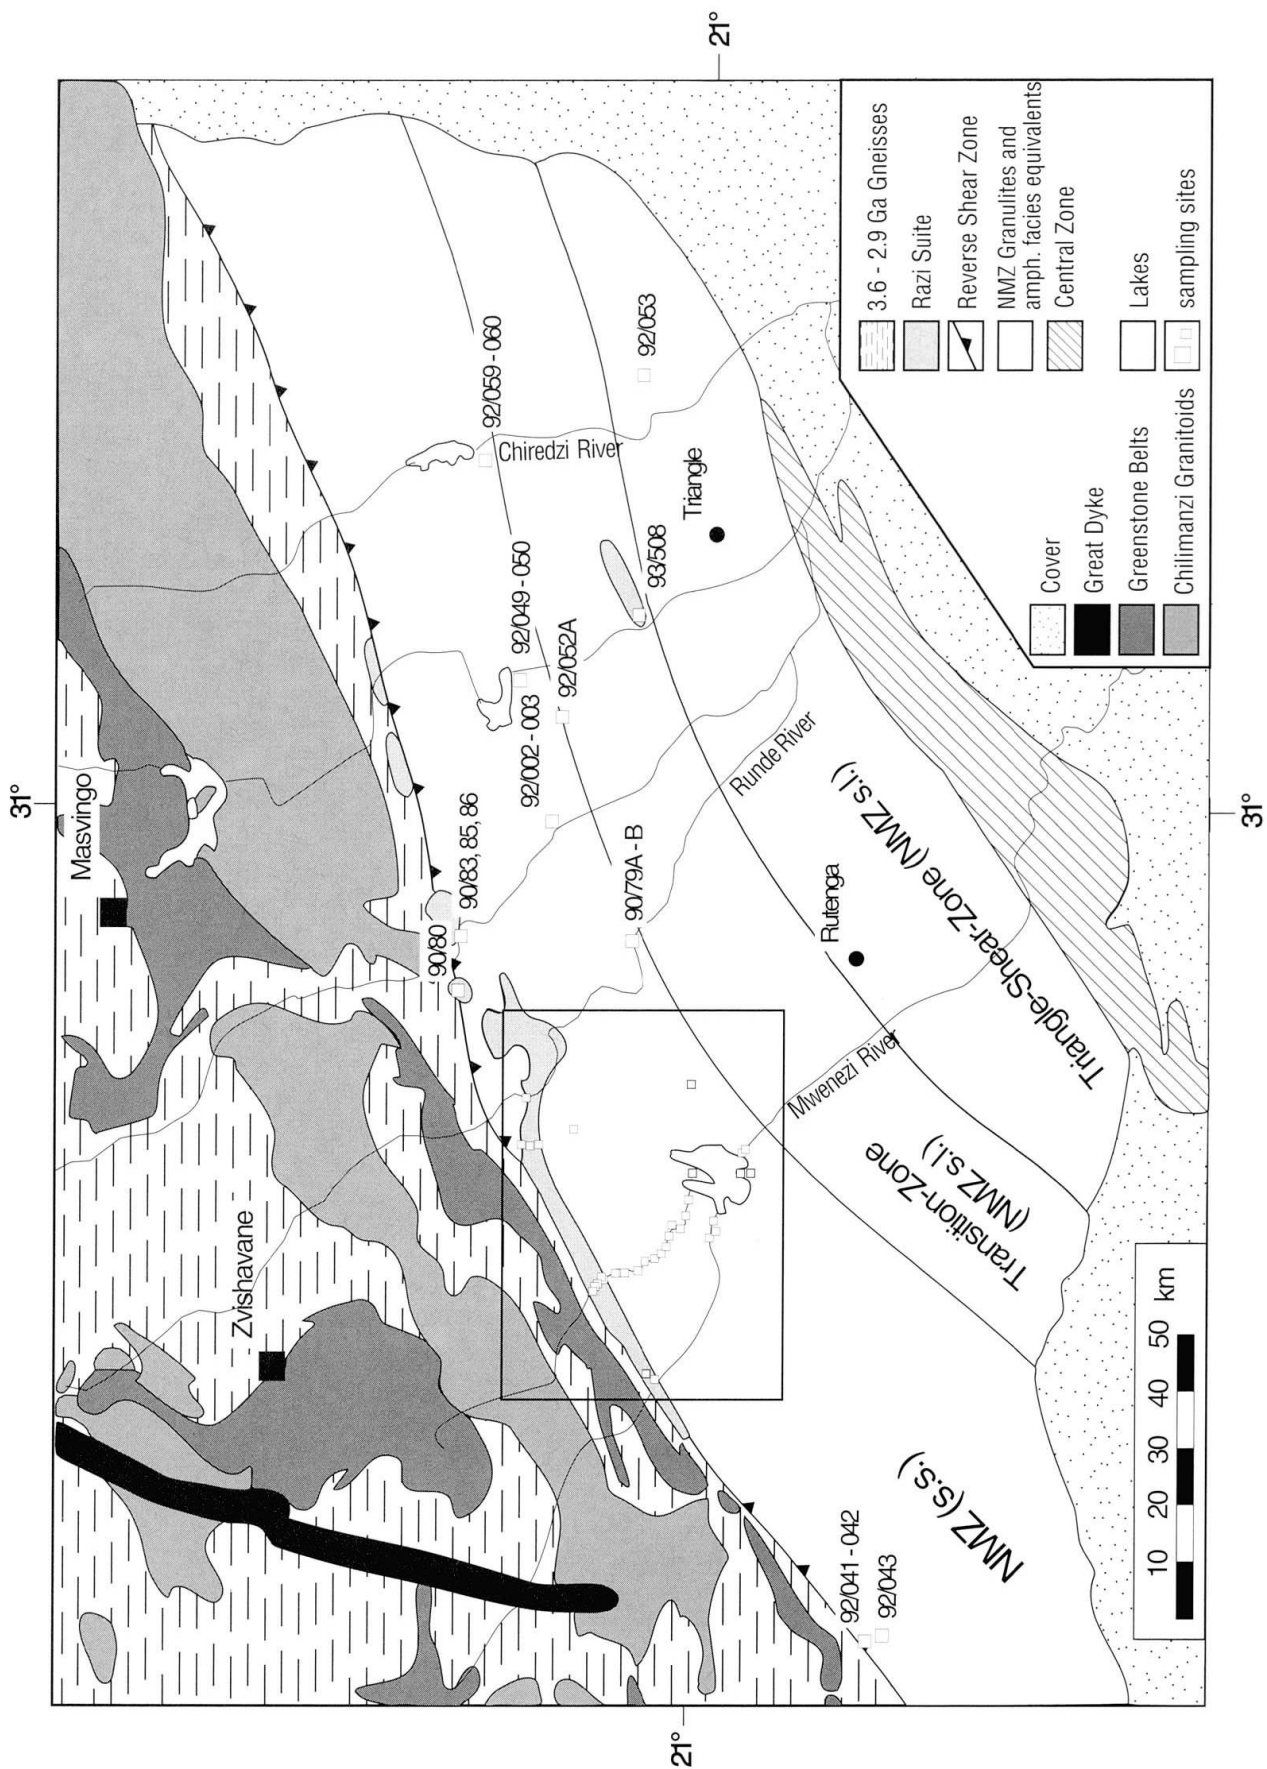 31°
21°
21°
31°
Masvingo
Zvishavane
90/80
90/83, 85, 86
92/002 - 003
92/049 - 050
92/052A
92/059 - 060
Chiredzi River
92/053
93/508
Triangle
90/79A - B
Runde River
Rutenga
Mwenezi River
Triangle-Shear-Zone (NMZ s.l.)
Transition-Zone
(NMZ s.l.)
NMZ (s.s.)
92/041 - 042
92/043
10 20 30 40 50 km
Cover
Great Dyke
Greenstone Belts
Chilimanzi Granitoids
3.6 - 2.9 Ga Gneisses
Razi Suite
Reverse Shear Zone
NMZ Granulites and
amph. facies equivalents
Central Zone
Lakes
sampling sites